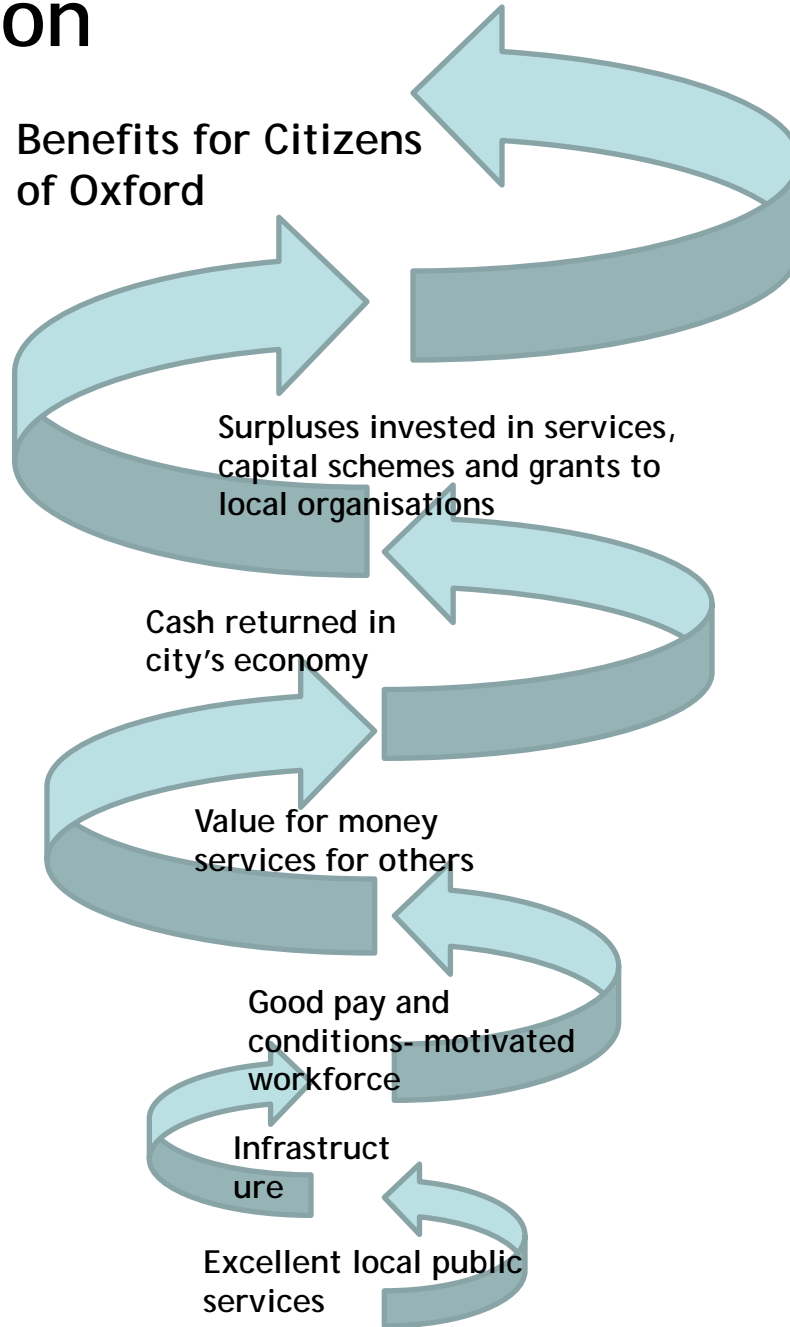 on
Benefits for Citizens
of Oxford
Surpluses invested in services,
capital schemes and grants to
local organisations
Cash returned in
city's economy
Value for money
services for others
Good pay and
conditions- motivated
workforce
Infrastruct
ure
Excellent local public
services